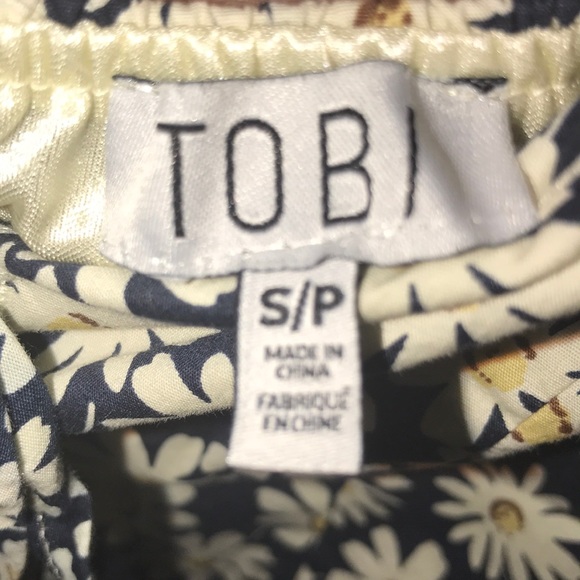 TOBI
S/P
MADE IN
CHINA
FABRIQUÉ
EN CHINE